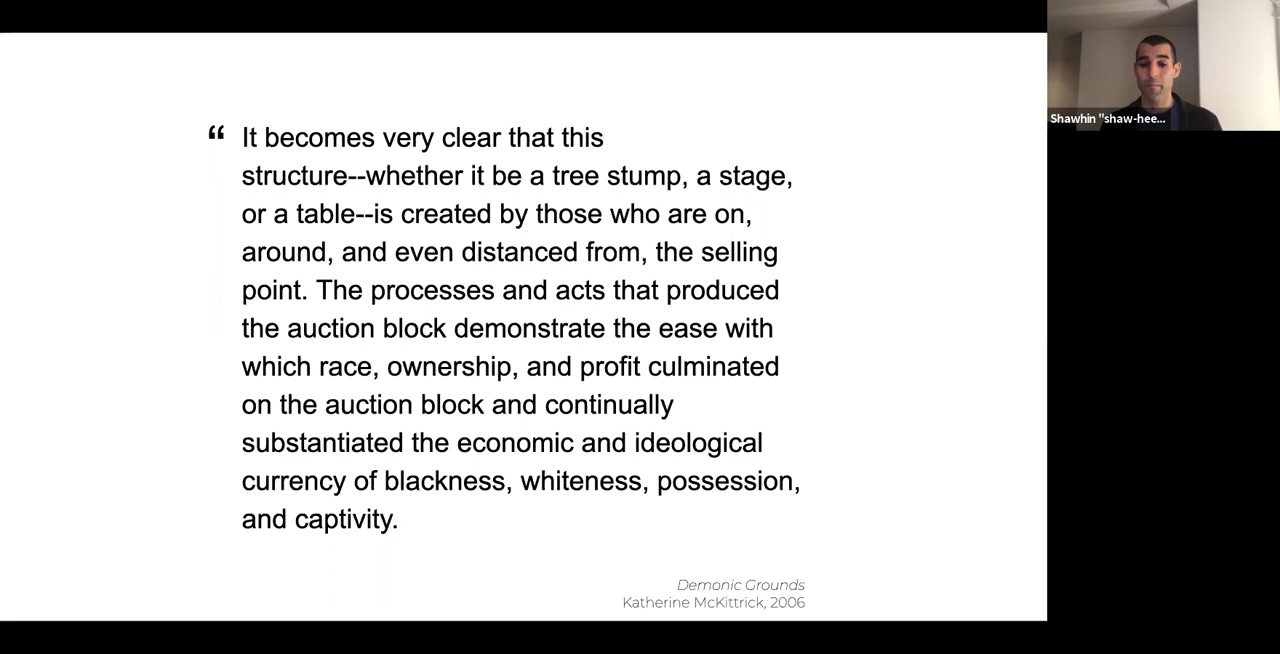 “ It becomes very clear that this
structure--whether it be a tree stump, a stage,
or a table--is created by those who are on,
around, and even distanced from, the selling
point. The processes and acts that produced
the auction block demonstrate the ease with
which race, ownership, and profit culminated
on the auction block and continually
substantiated the economic and ideological
currency of blackness, whiteness, possession,
and captivity.
Demonic Grounds
Katherine McKittrick, 2006
Shawhin "shaw-hee...